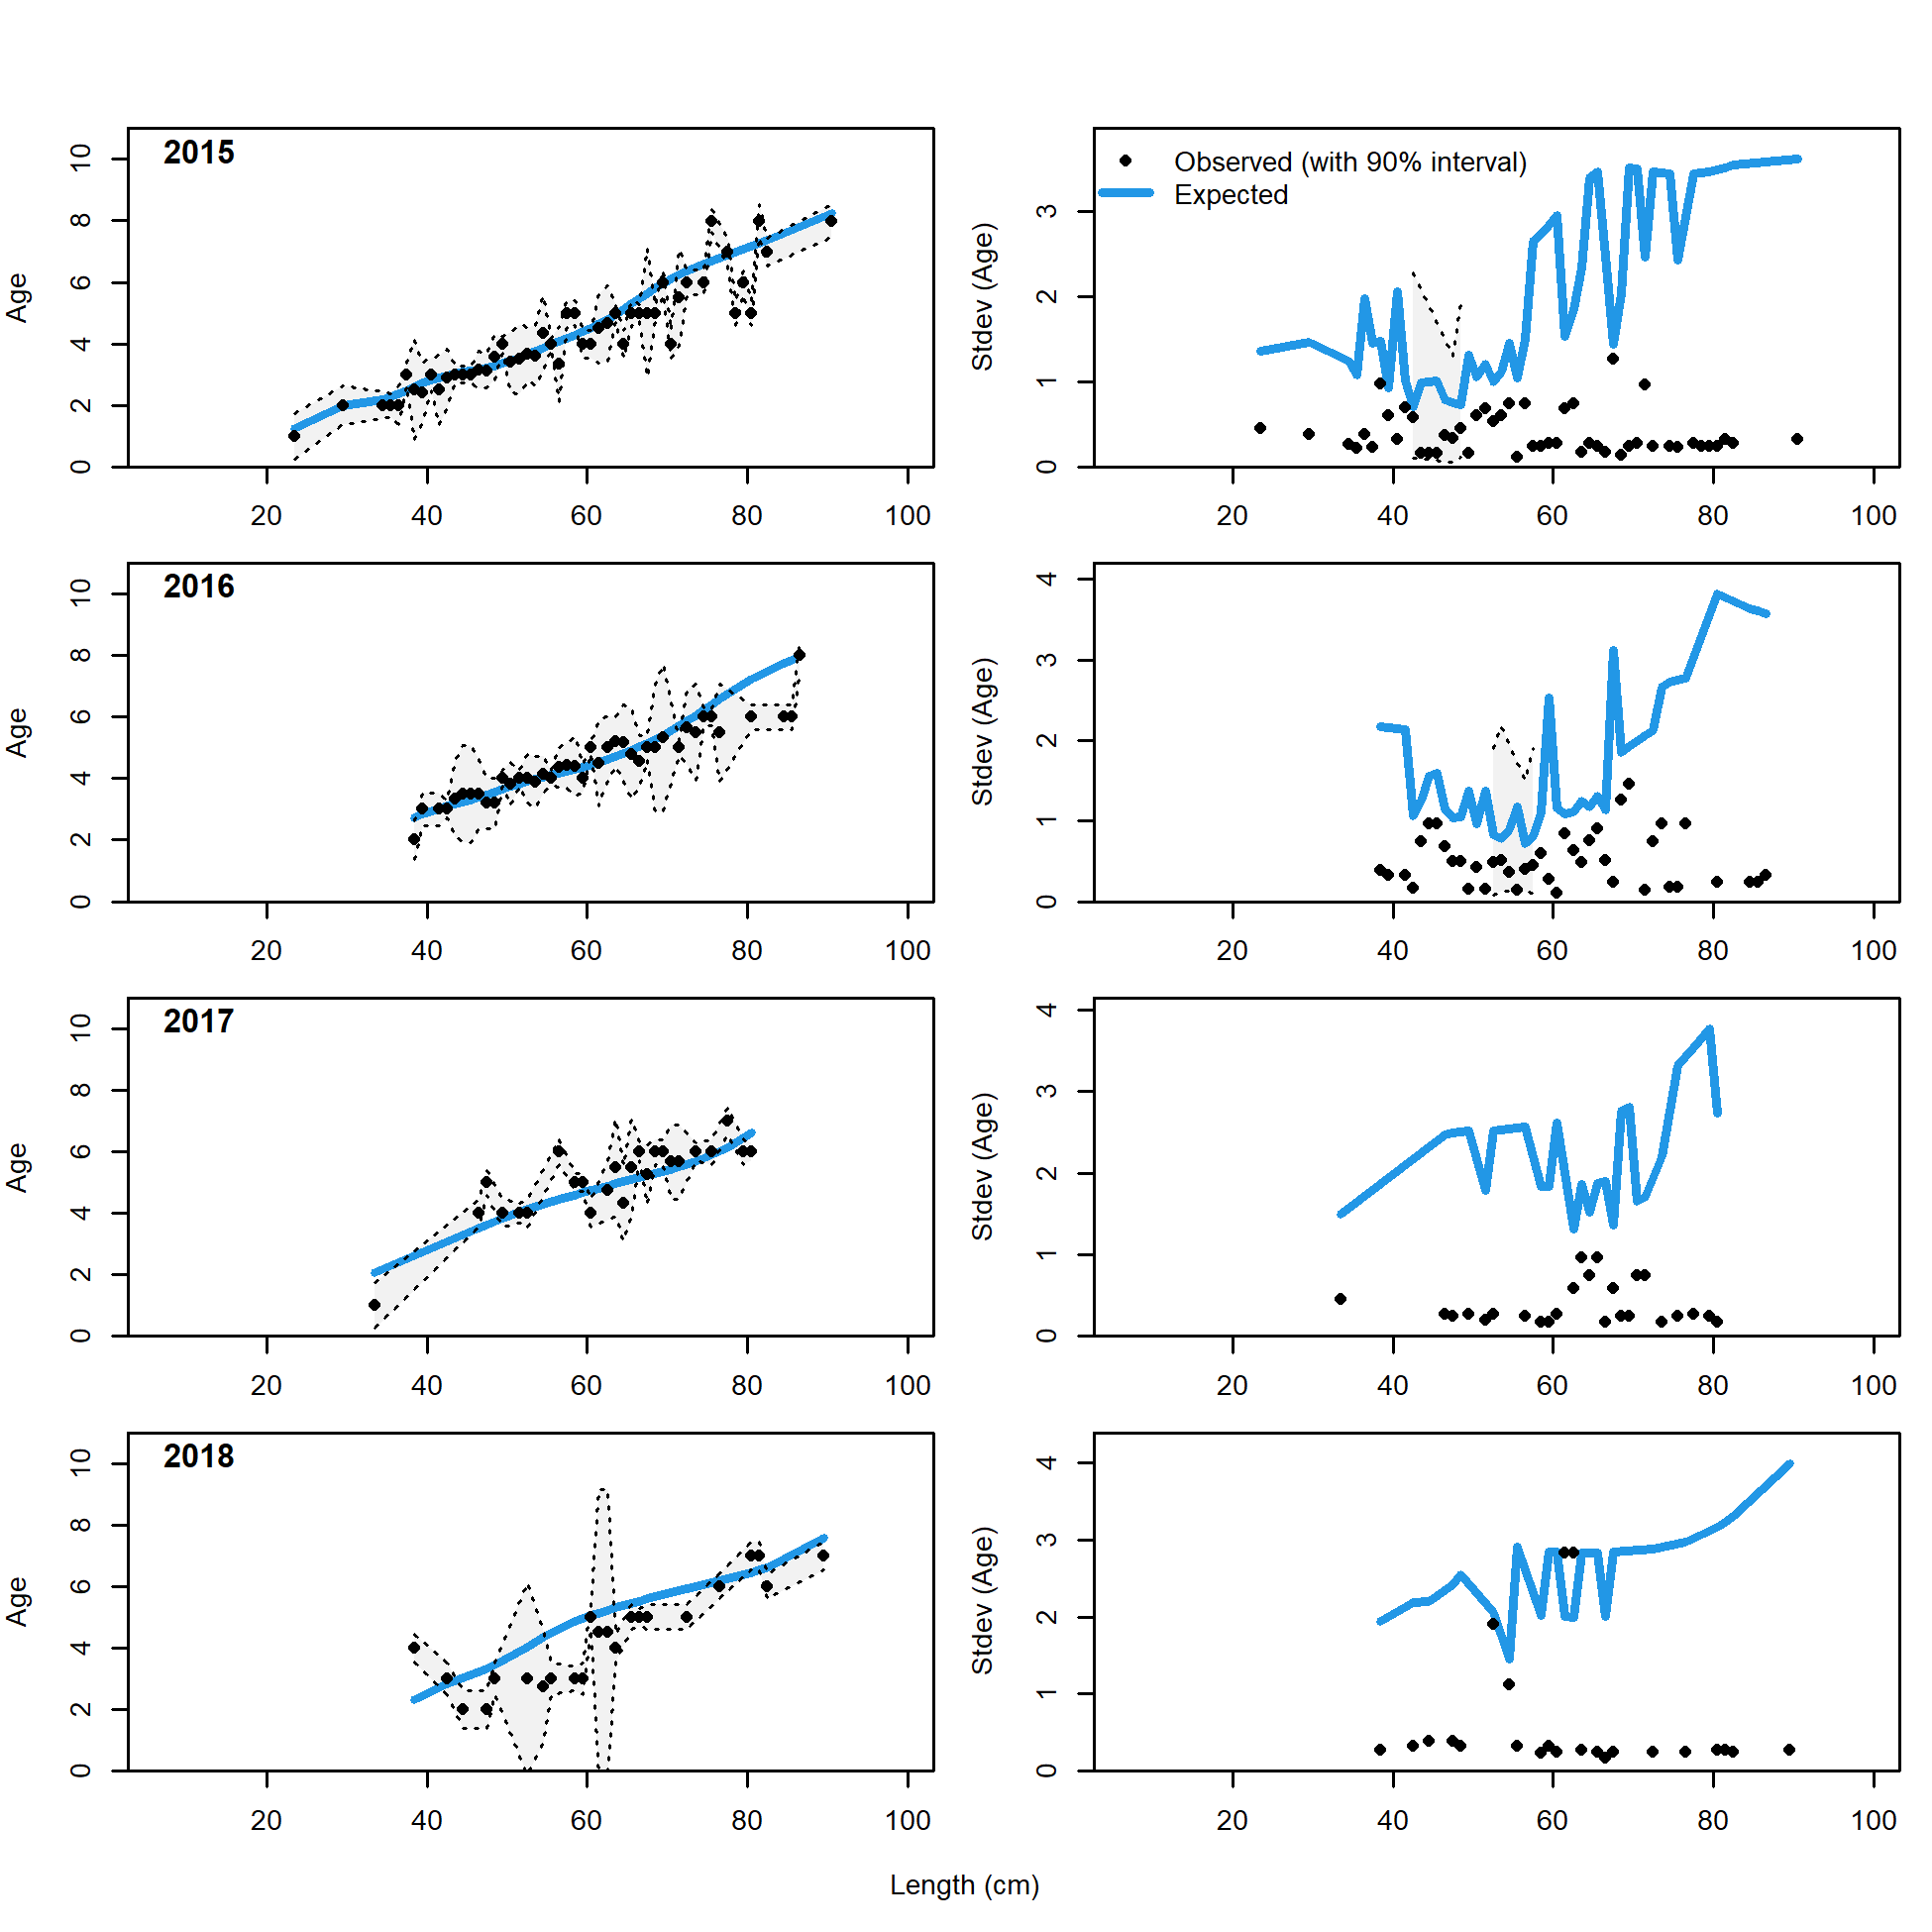 2015
Age
0 2 4 6 8 10
20 40 60 80 100
Observed (with 90% interval)
Expected
Stdev (Age)
0 1 2 3
20 40 60 80 100
2016
Age
0 2 4 6 8 10
20 40 60 80 100
Stdev (Age)
0 1 2 3 4
20 40 60 80 100
2017
Age
0 2 4 6 8 10
20 40 60 80 100
Stdev (Age)
0 1 2 3 4
20 40 60 80 100
2018
Age
0 2 4 6 8 10
20 40 60 80 100
Stdev (Age)
0 1 2 3 4
20 40 60 80 100
Length (cm)